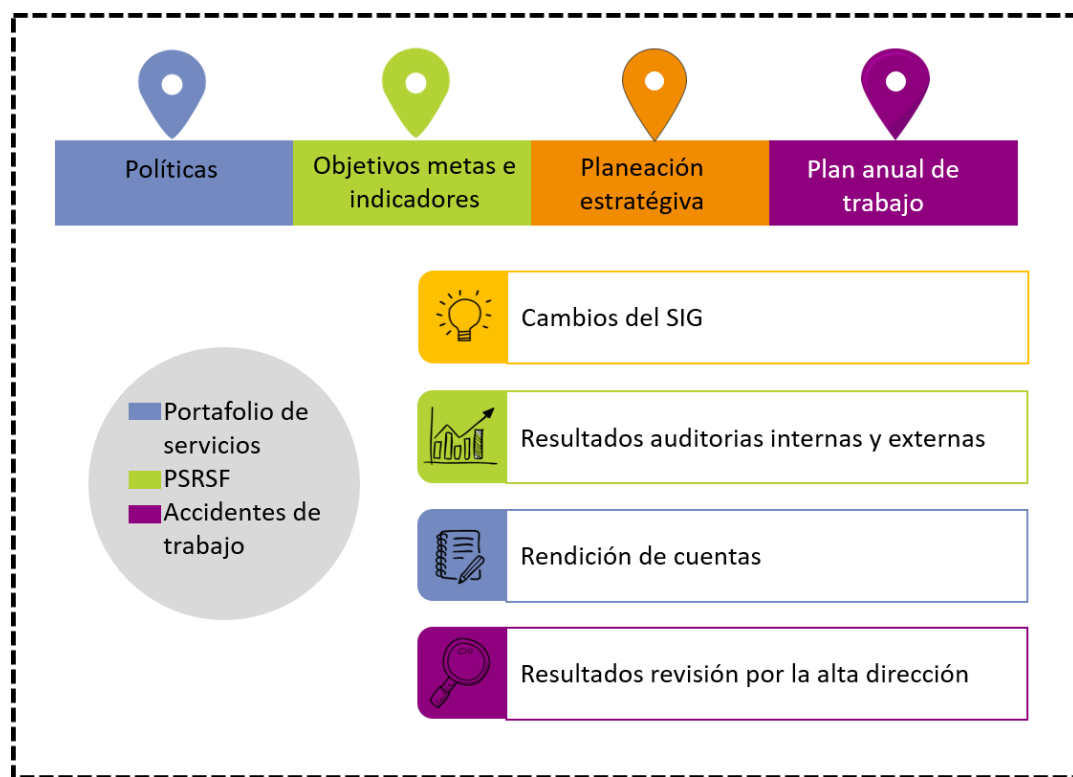 Políticas
Objetivos metas e
indicadores
Planeación
estratégiva
Plan anual de
trabajo
Cambios del SIG
Portafolio de
servicios
PSRSF
Accidentes de
trabajo
Resultados auditorias internas y externas
Rendición de cuentas
Resultados revisión por la alta dirección